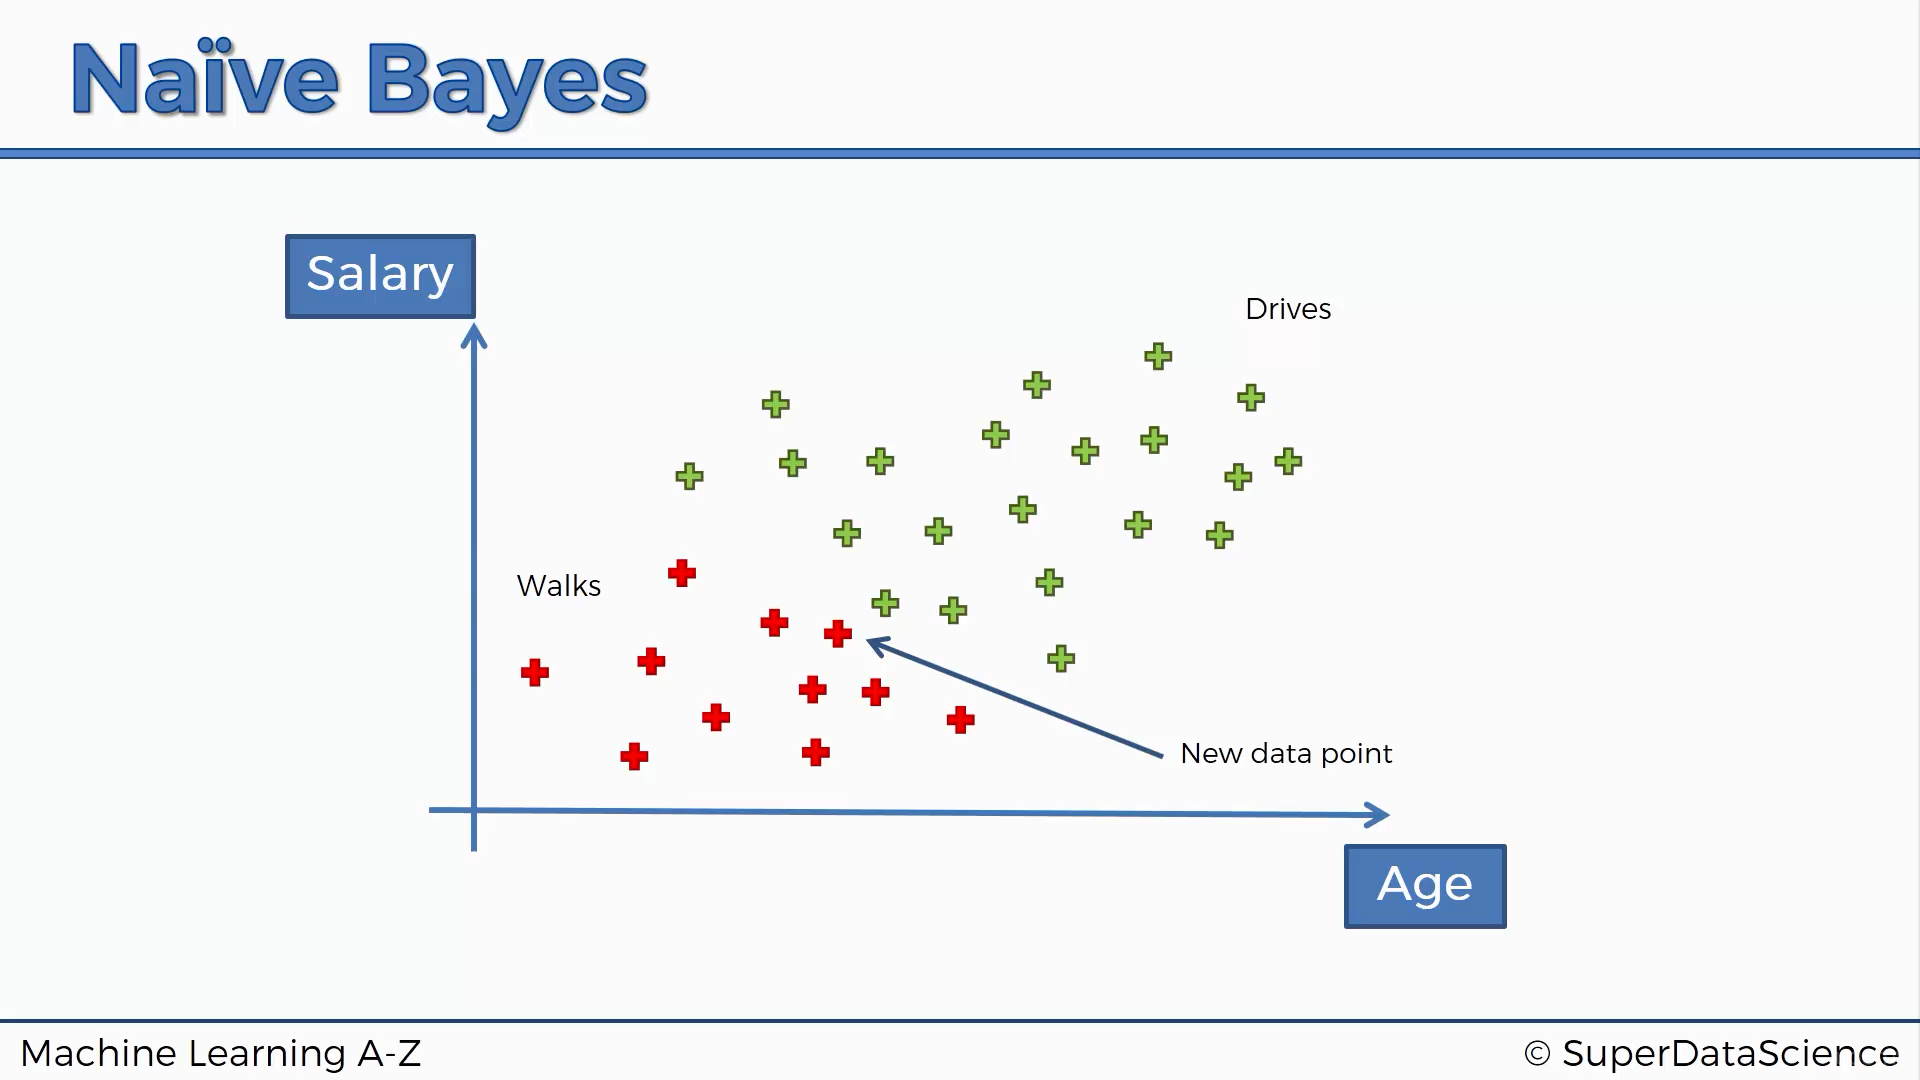 Naïve Bayes
Salary
Drives
Walks
New data point
Age
Machine Learning A-Z
© SuperDataScience